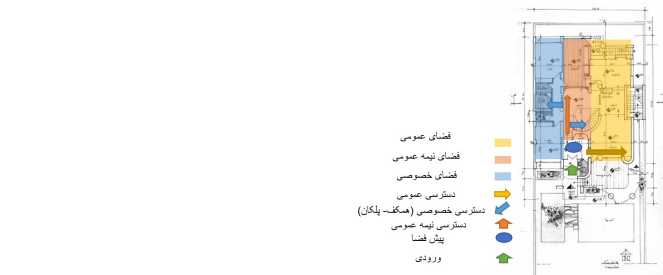 فضای عمومی
فضای نیمه عمومی
فضای خصوصی
دسترسی عمومی
دسترسی خصوصی (همکف- پلکان)
دسترسی نیمه عمومی
پیش فضا
ورودی